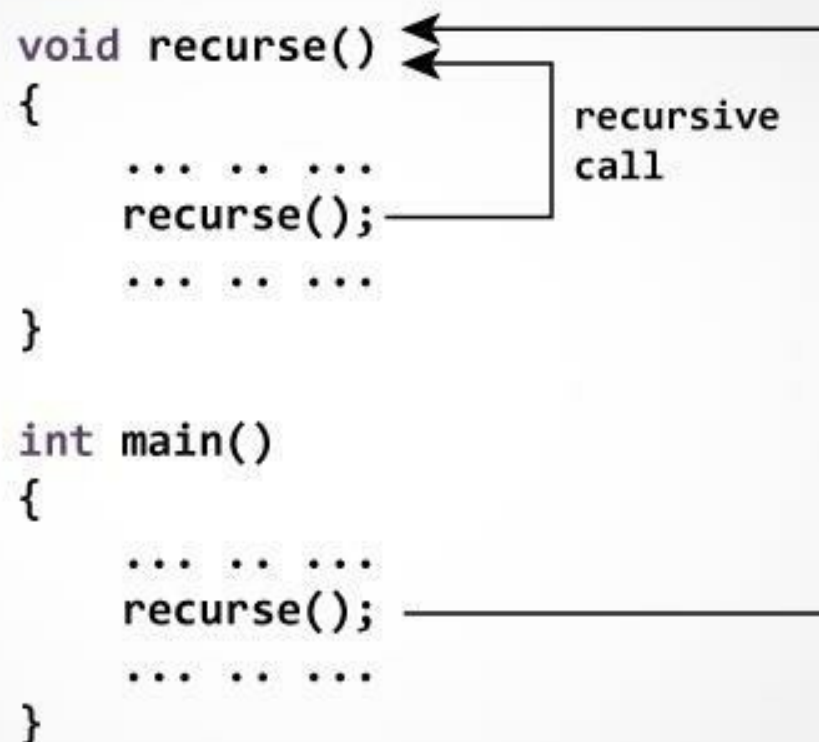 void recurse()
{
... .. ...
recurse();
... .. ...
}
recursive
call
int main()
{
... .. ...
recurse();
... .. ...
}